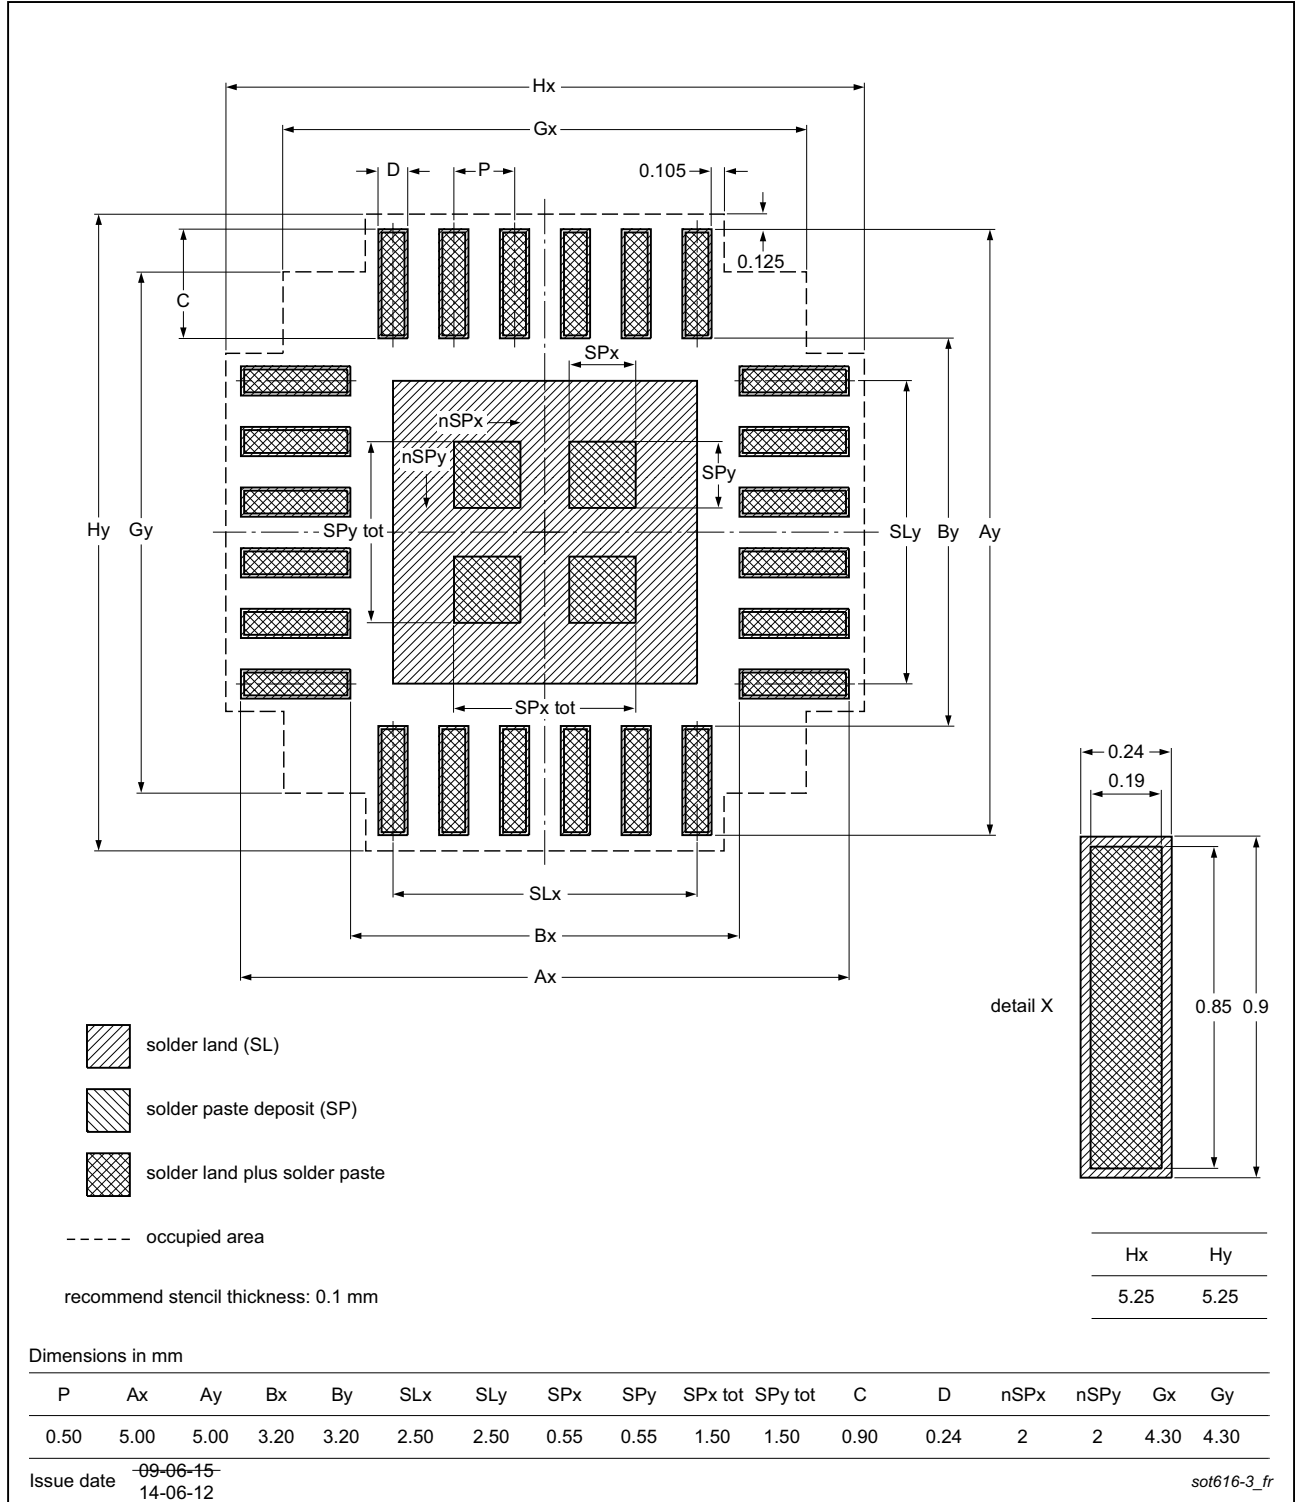 Hx
Gx
D
P
0.105
0.125
C
SPx
nSPx
nSPy
SPy
Hy
Gy
SPy tot
SLy
By
Ay
SPx tot
0.24
0.19
SLx
Bx
Ax
detail X
0.85
0.9
solder land (SL)
solder paste deposit (SP)
solder land plus solder paste
occupied area
Hx Hy
5.25 5.25
recommend stencil thickness: 0.1 mm
Dimensions in mm
P Ax Ay Bx By SLx SLy SPx SPy SPx tot SPy tot C D nSPx nSPy Gx Gy
0.50 5.00 5.00 3.20 3.20 2.50 2.50 0.55 0.55 1.50 1.50 0.90 0.24 2 2 4.30 4.30
Issue date 09-06-15
14-06-12
sot616-3_fr